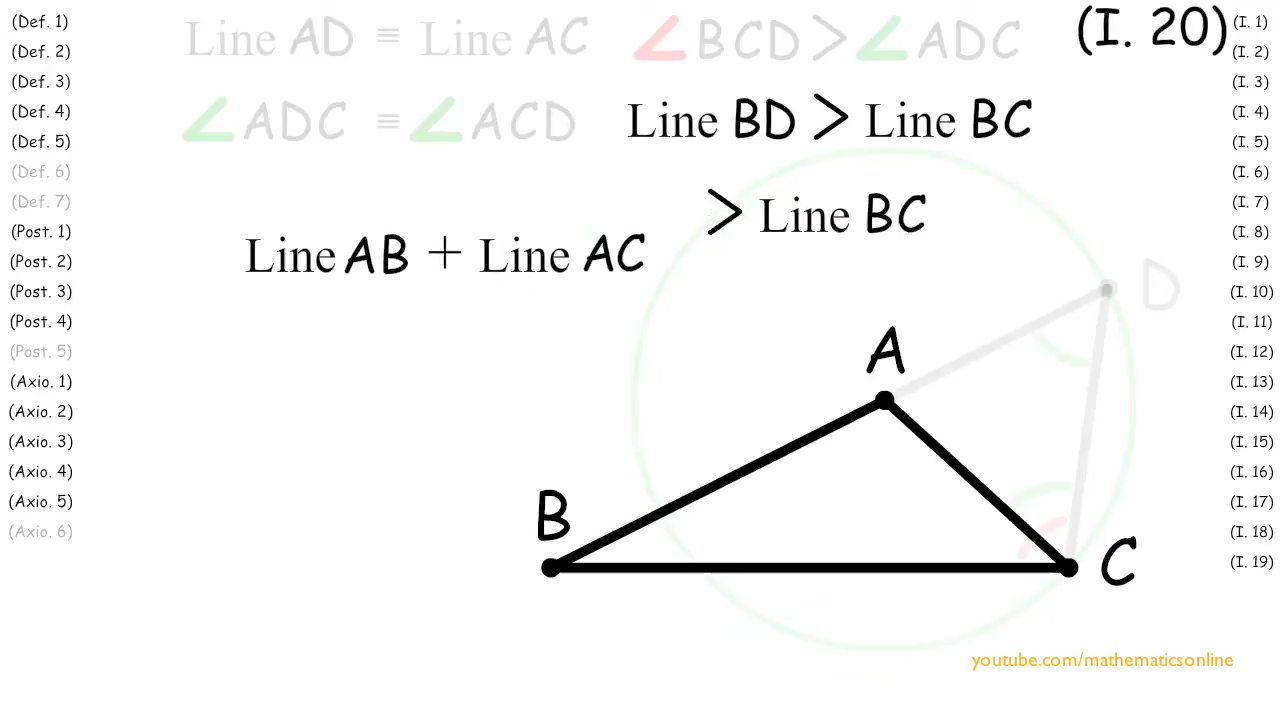 (Def. 1)
(Def. 2)
(Def. 3)
(Def. 4)
(Def. 5)
(Def. 6)
(Def. 7)
(Post. 1)
(Post. 2)
(Post. 3)
(Post. 4)
(Post. 5)
(Axio. 1)
(Axio. 2)
(Axio. 3)
(Axio. 4)
(Axio. 5)
(Axio. 6)
Line AD ≡ Line AC
∠ADC ≡ ∠ACD
∠BCD > ∠ADC
Line BD > Line BC
> Line BC
Line AB + Line AC
A
B
C
D
(I. 20)
(I. 1)
(I. 2)
(I. 3)
(I. 4)
(I. 5)
(I. 6)
(I. 7)
(I. 8)
(I. 9)
(I. 10)
(I. 11)
(I. 12)
(I. 13)
(I. 14)
(I. 15)
(I. 16)
(I. 17)
(I. 18)
(I. 19)
youtube.com/mathematicsonline